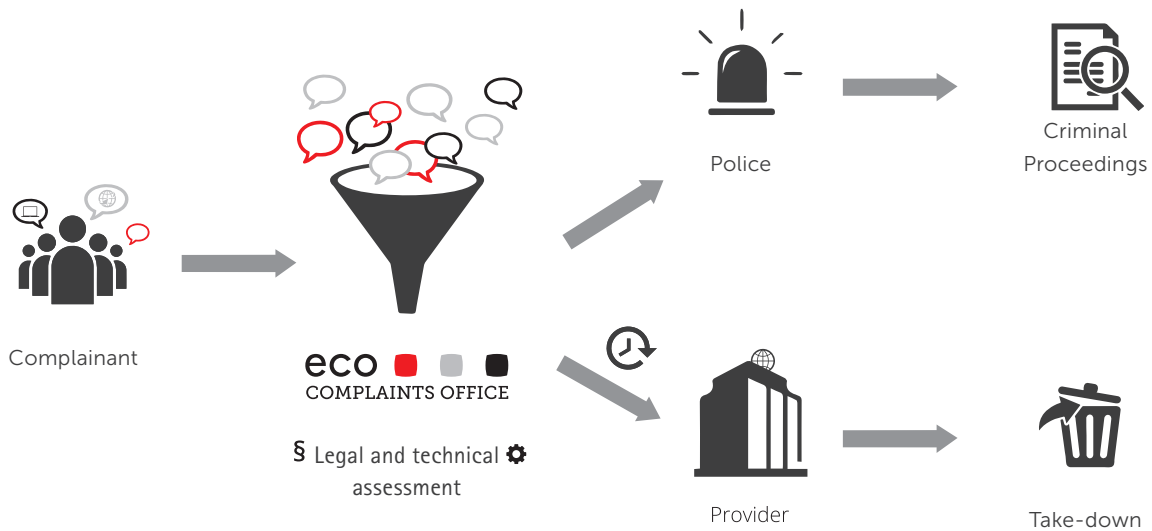 Complainant
eco
COMPLAINTS OFFICE
§ Legal and technical
assessment
Police
Criminal
Proceedings
Provider
Take-down